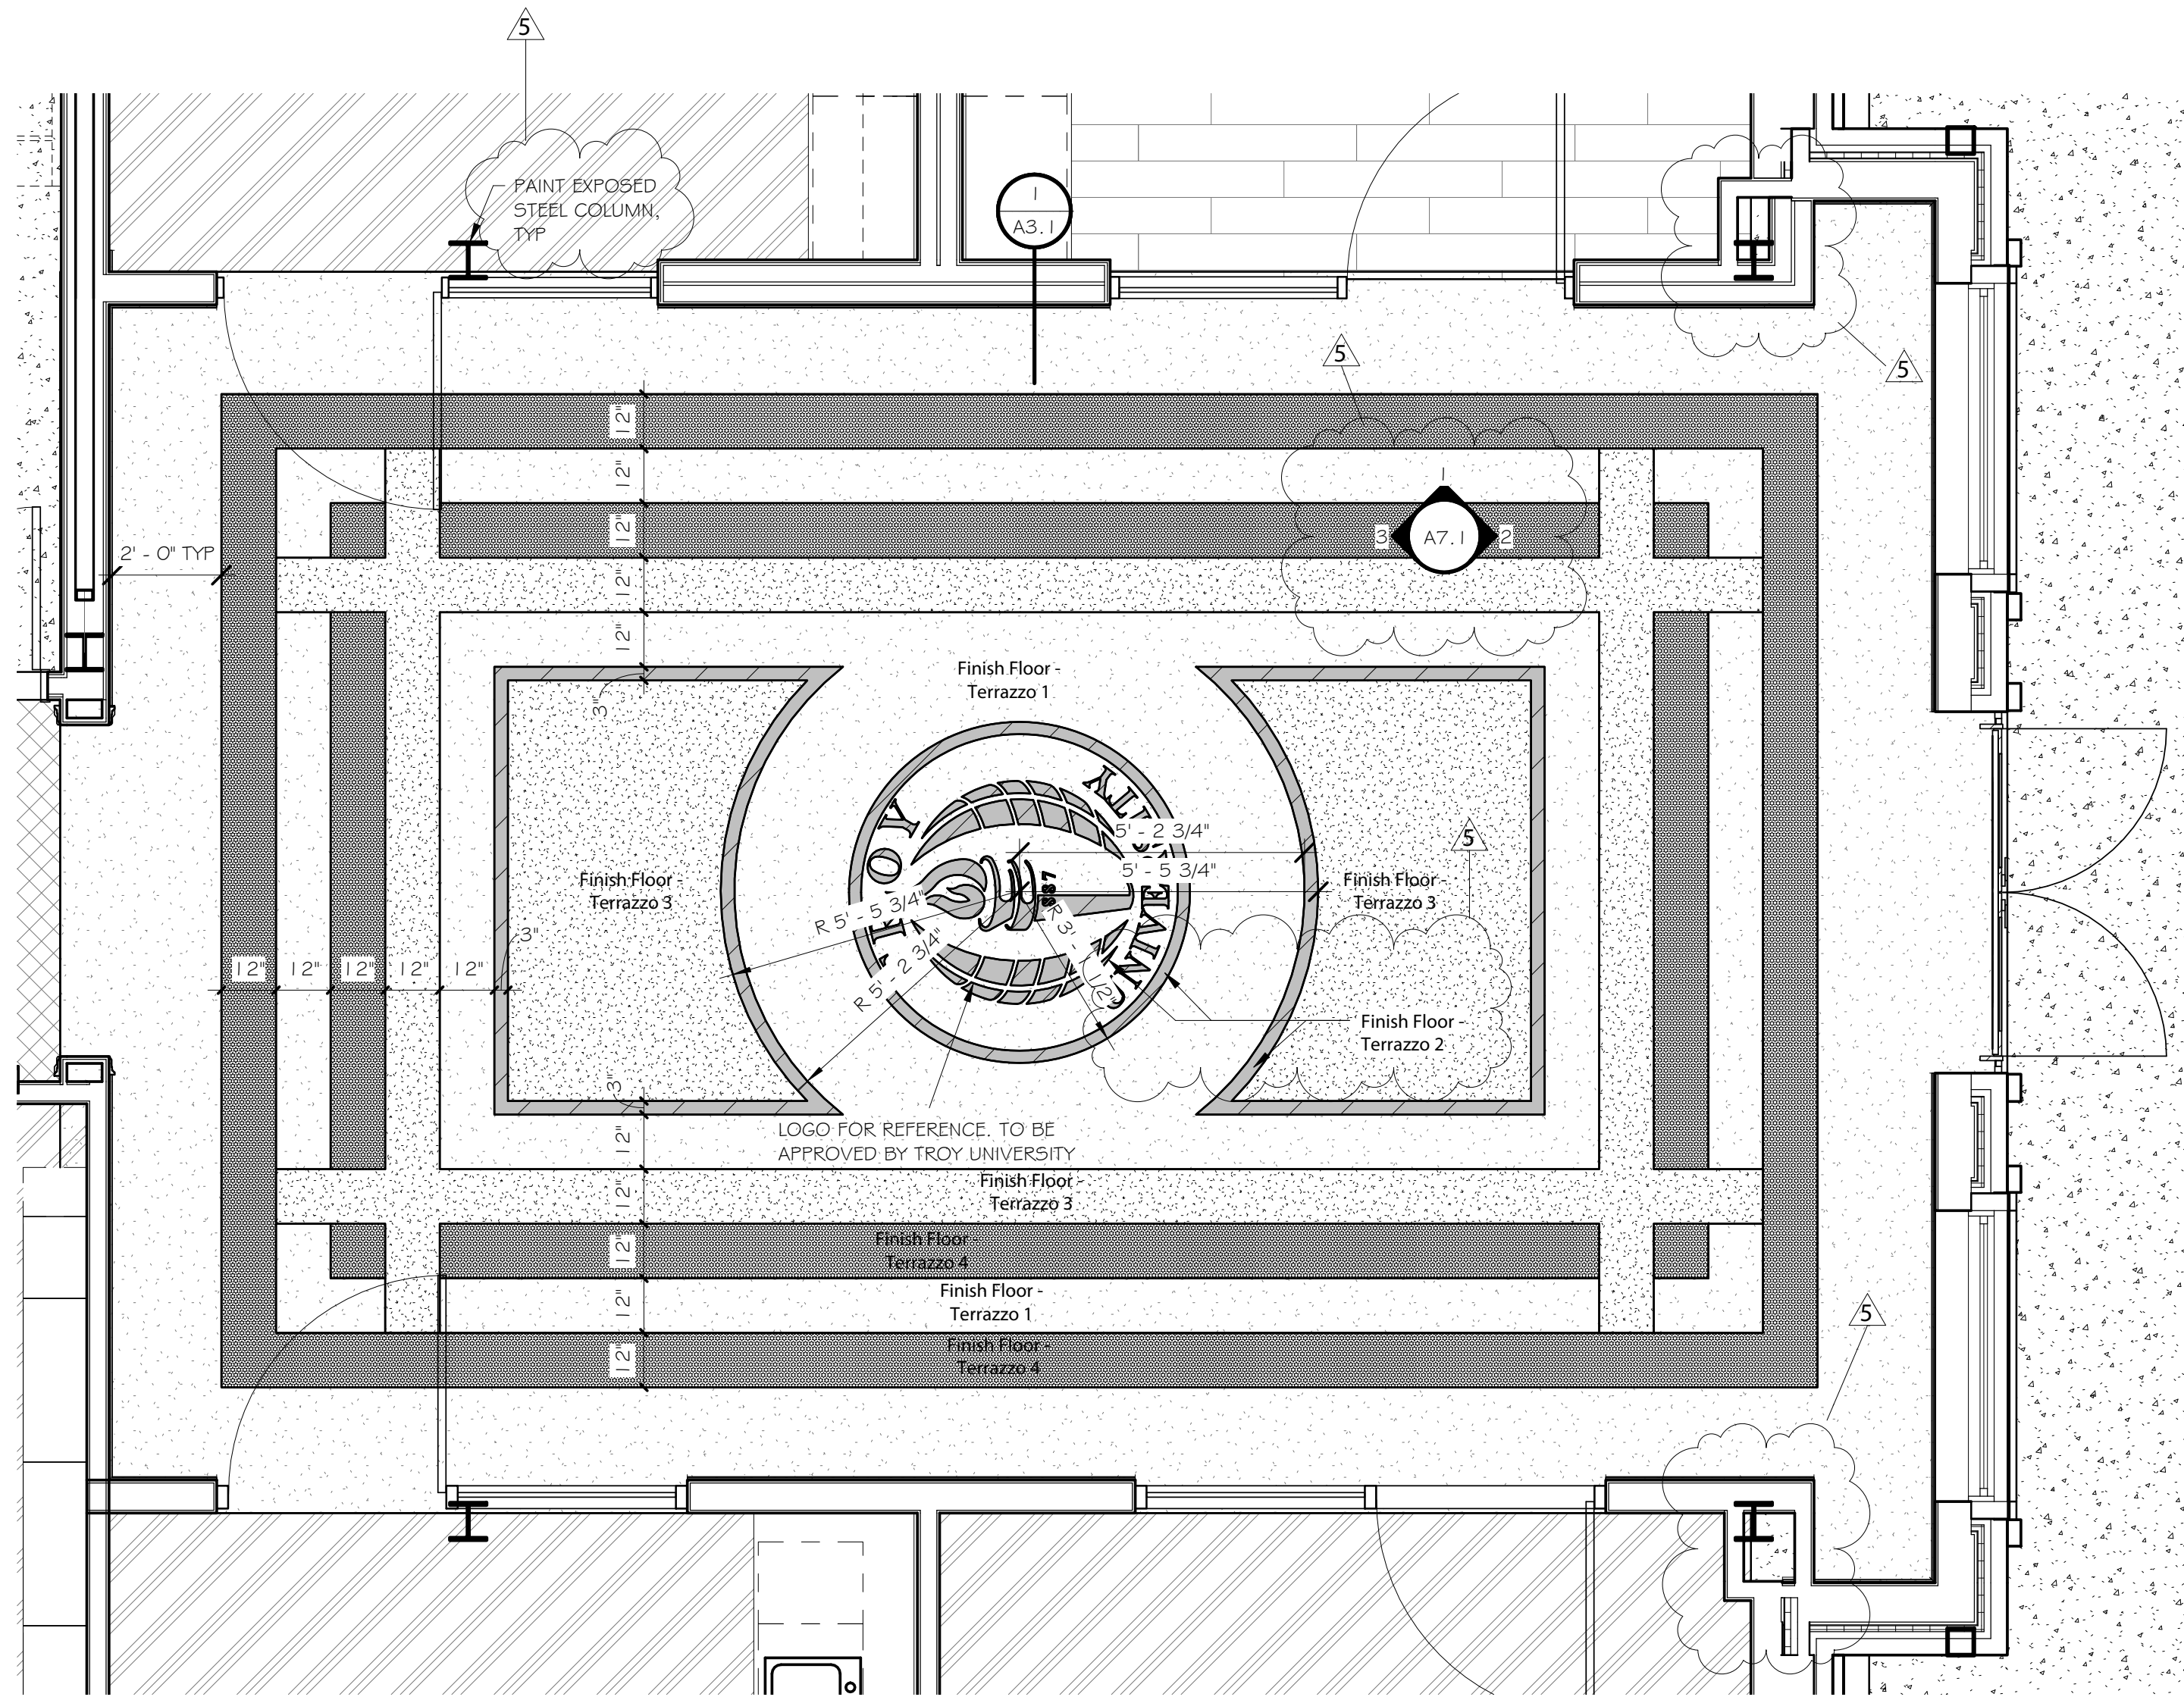 5
PAINT EXPOSED
STEEL COLUMN,
TYP
1
A3.1
5
5
12"
12"
12"
12"
12"
3"
1
3
A7.1
2
2' - 0" TYP
Finish Floor -
Terrazzo 1
5' - 2 3/4"
5' - 5 3/4"
5
Finish Floor -
Terrazzo 3
Finish Floor -
Terrazzo 3
TROY
UNIVERSITY
R 5' - 5 3/4"
R 5' - 2 3/4"
12"
12"
12"
12"
12"
3"
Finish Floor -
Terrazzo 2
3"
LOGO FOR REFERENCE. TO BE
APPROVED BY TROY UNIVERSITY
12"
Finish Floor -
Terrazzo 3
12"
Finish Floor -
Terrazzo 4
12"
Finish Floor -
Terrazzo 1
12"
Finish Floor -
Terrazzo 4
12"
5